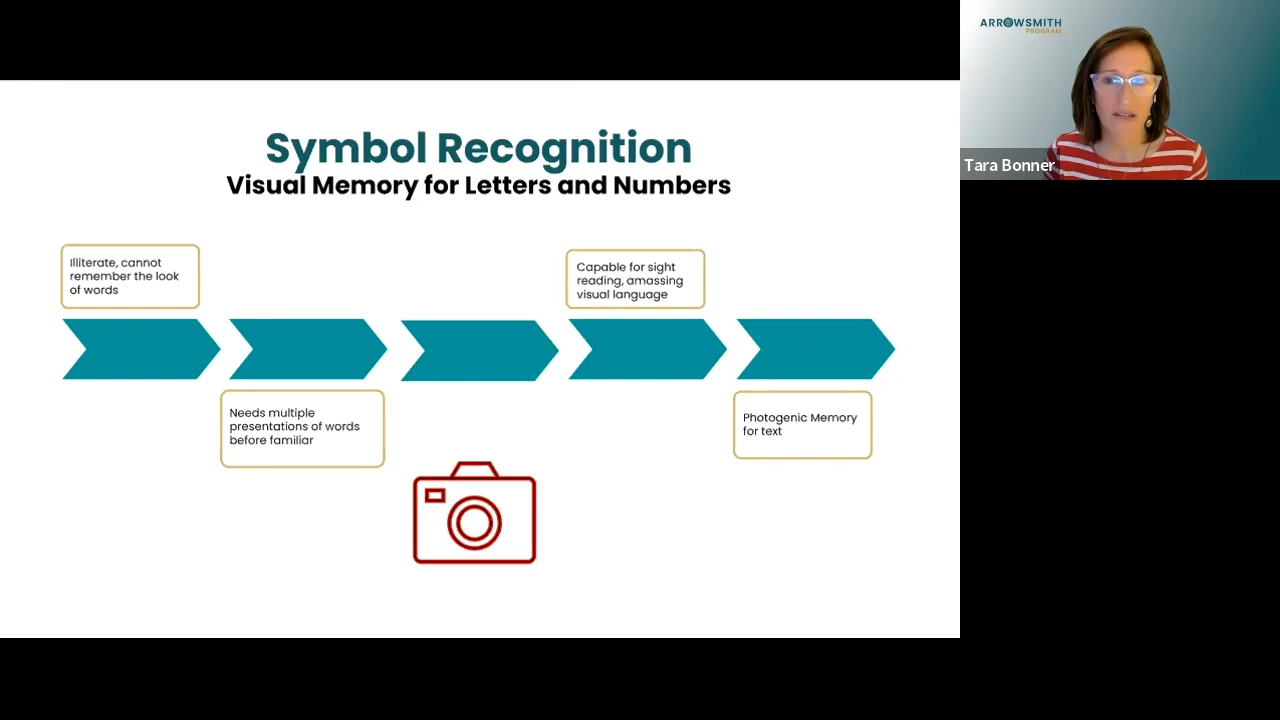 Symbol Recognition
Visual Memory for Letters and Numbers
Illiterate, cannot
remember the look
of words
Needs multiple
presentations of words
before familiar
Capable for sight
reading, amassing
visual language
Photogenic Memory
for text
ARROWSMITH
PROGRAM
Tara Bonner